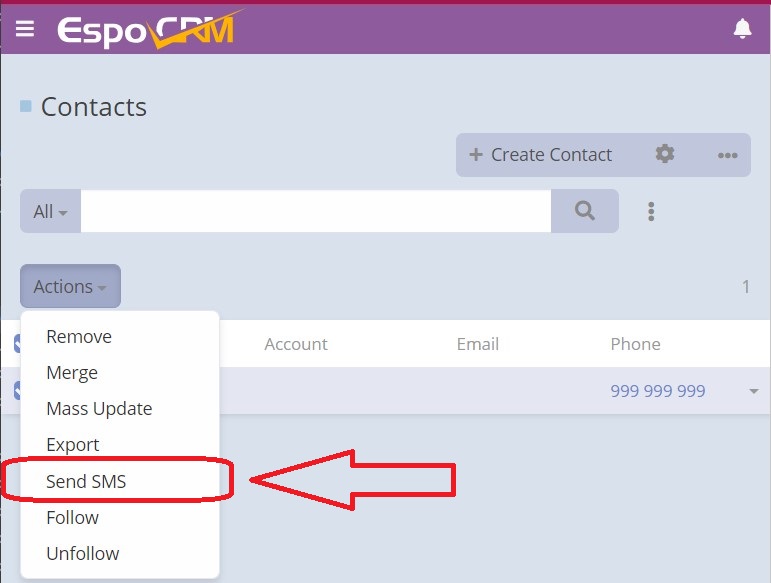 EspoCRM
Contacts
+ Create Contact
All
Actions
1
Account Email Phone
999 999 999
Remove
Merge
Mass Update
Export
Send SMS
Follow
Unfollow